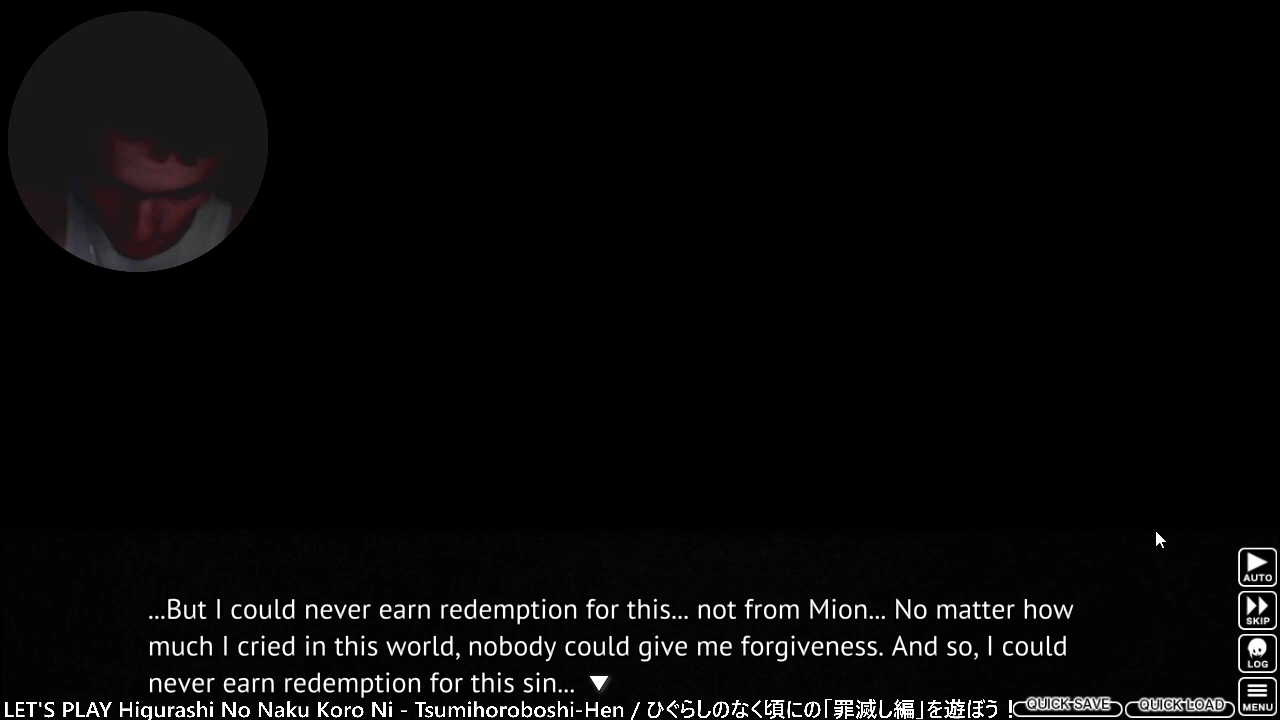 ...But I could never earn redemption for this... not from Mion... No matter how
much I cried in this world, nobody could give me forgiveness. And so, I could
never earn redemption for this sin...
AUTO
SKIP
LOG
MENU
QUICK SAVE
QUICK LOAD
LET'S PLAY Higurashi No Naku Koro Ni - Tsumihoroboshi-Hen / ひぐらしのなく頃にの「罪滅し編」を遊ぼう！